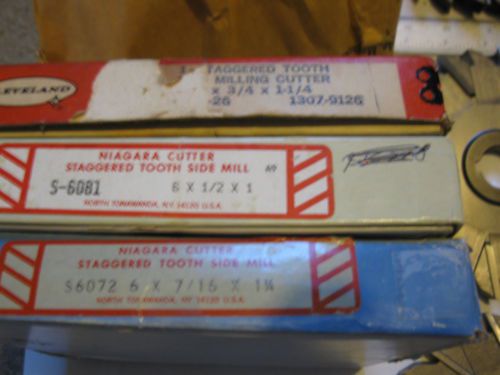 CLEVELAND
TAGGERED TOOTH
MILLING CUTTER
x 3/4 x 1-1/4
-26 1307-9126
NIAGARA CUTTER
STAGGERED TOOTH SIDE MILL A9
S-6081 6 X 1/2 X 1
NORTH TONAWANDA, NY 14120 U.S.A.
NIAGARA CUTTER
STAGGERED TOOTH SIDE MILL
S6072 6 X 7/16 X 1¼
NORTH TONAWANDA, NY 14120 U.S.A.